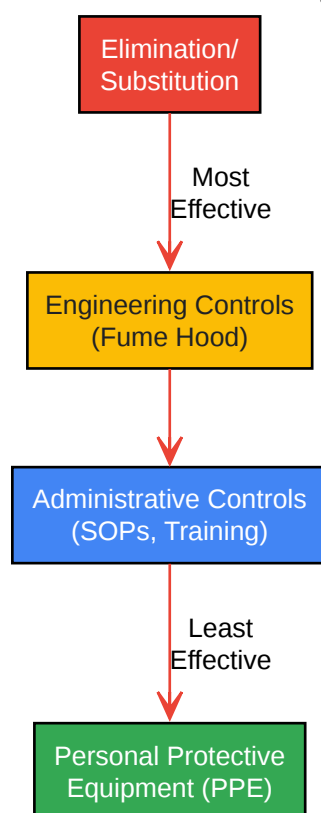 Elimination/
Substitution
Most
Effective
Engineering Controls
(Fume Hood)
Administrative Controls
(SOPs, Training)
Least
Effective
Personal Protective
Equipment (PPE)